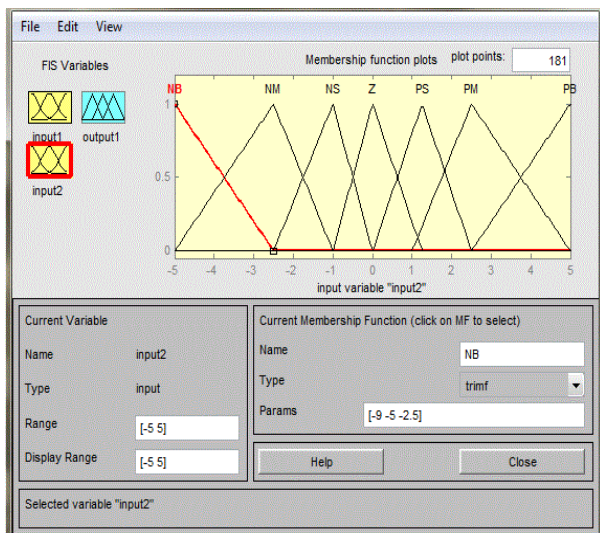 File Edit View
FIS Variables
Membership function plots plot points: 181
NB NM NS Z PS PM PB
input1 output1
input2
1
0.5
0
-5 -4 -3 -2 -1 0 1 2 3 4 5
input variable "input2"
Current Variable
Name input2
Type input
Range [-5 5]
Display Range [-5 5]
Current Membership Function (click on MF to select)
Name NB
Type trimf
Params [-9 -5 -2.5]
Help Close
Selected variable "input2"